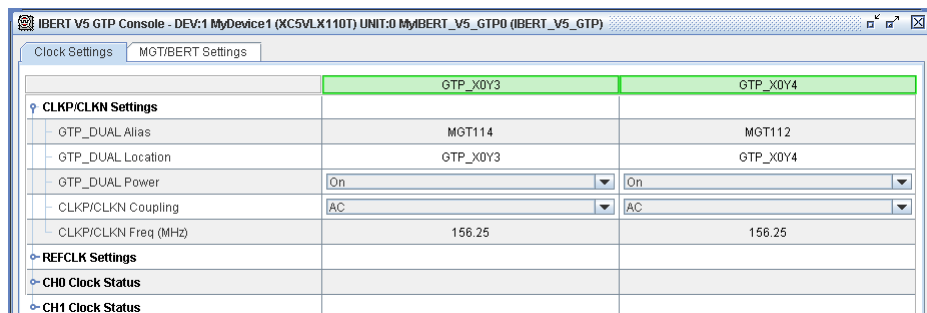 IBERT V5 GTP Console - DEV:1 MyDevice1 (XC5VLX110T) UNIT:0 MyIBERT_V5_GTP0 (IBERT_V5_GTP)
Clock Settings MGT/BERT Settings
GTP_X0Y3 GTP_X0Y4
CLKP/CLKN Settings
GTP_DUAL Alias MGT114 MGT112
GTP_DUAL Location GTP_X0Y3 GTP_X0Y4
GTP_DUAL Power On On
CLKP/CLKN Coupling AC AC
CLKP/CLKN Freq (MHz) 156.25 156.25
REFCLK Settings
CH0 Clock Status
CH1 Clock Status